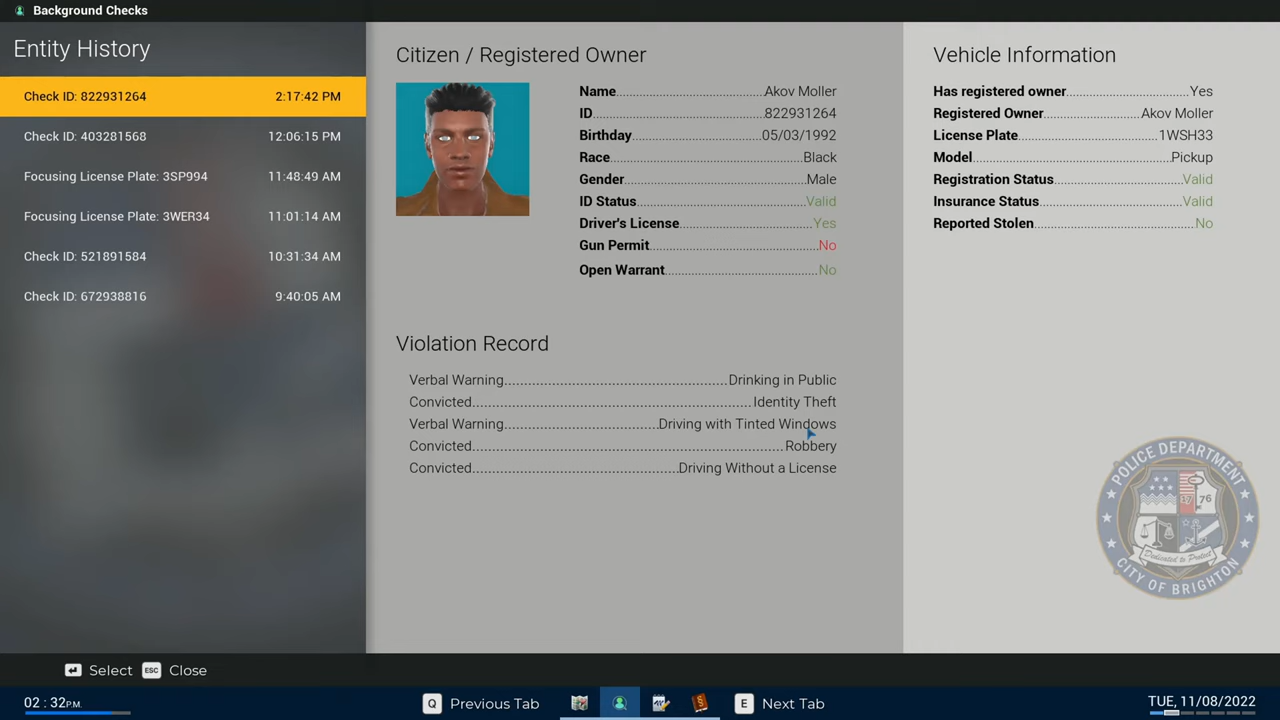 Background Checks
Entity History
Check ID: 822931264 2:17:42 PM
Check ID: 403281568 12:06:15 PM
Focusing License Plate: 3SP994 11:48:49 AM
Focusing License Plate: 3WER34 11:01:14 AM
Check ID: 521891584 10:31:34 AM
Check ID: 672938816 9:40:05 AM
Citizen / Registered Owner
Name Akov Moller
ID 822931264
Birthday 05/03/1992
Race Black
Gender Male
ID Status Valid
Driver's License Yes
Gun Permit No
Open Warrant No
Violation Record
Verbal Warning Drinking in Public
Convicted Identity Theft
Verbal Warning Driving with Tinted Windows
Convicted Robbery
Convicted Driving Without a License
Vehicle Information
Has registered owner Yes
Registered Owner Akov Moller
License Plate 1WSH33
Model Pickup
Registration Status Valid
Insurance Status Valid
Reported Stolen No
POLICE DEPARTMENT
17 76
Dedicated to Protect
CITY OF BRIGHTON
Select ESC Close
02 : 32 P.M.
Q Previous Tab E Next Tab
TUE, 11/08/2022